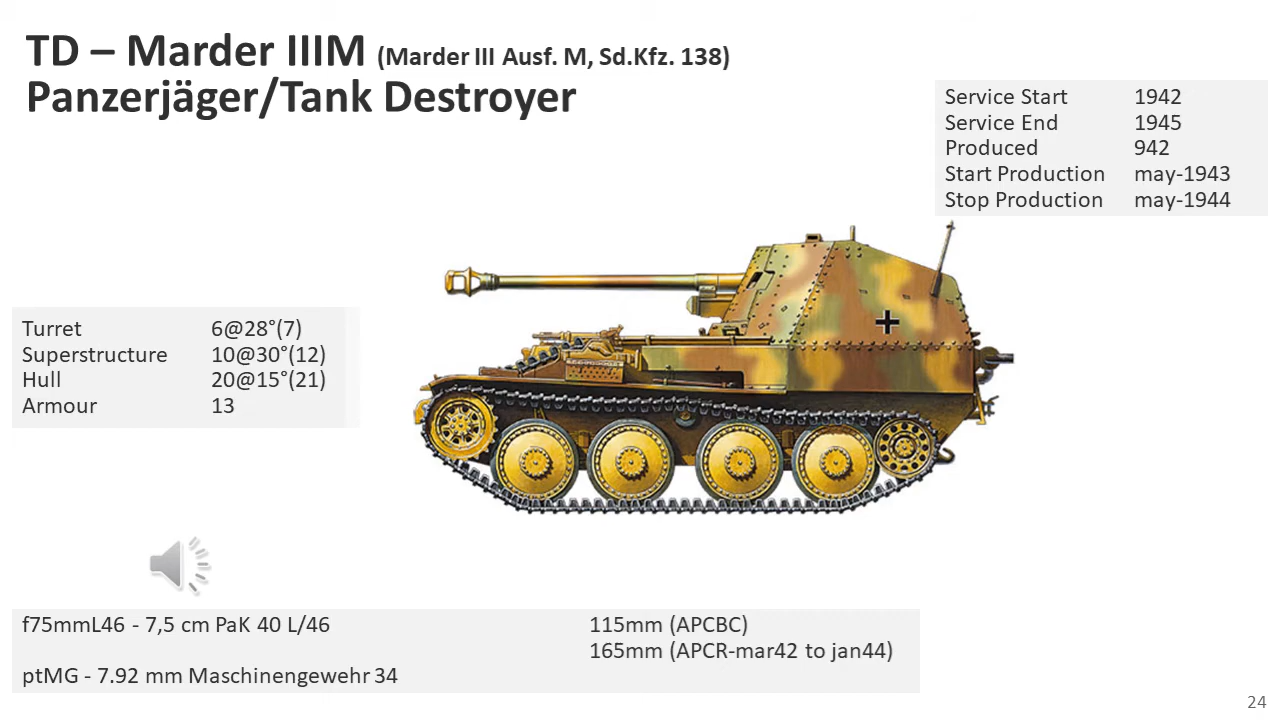 TD – Marder IIIM (Marder III Ausf. M, Sd.Kfz. 138)
Panzerjäger/Tank Destroyer
Service Start 1942
Service End 1945
Produced 942
Start Production may-1943
Stop Production may-1944
Turret 6@28°(7)
Superstructure 10@30°(12)
Hull 20@15°(21)
Armour 13
f75mmL46 - 7,5 cm PaK 40 L/46 115mm (APCBC)
165mm (APCR-mar42 to jan44)
ptMG - 7.92 mm Maschinengewehr 34
24